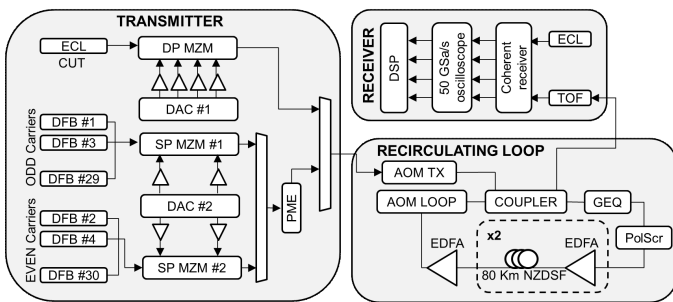 TRANSMITTER
ECL
CUT
DP MZM
DAC #1
ODD Carriers
DFB #1
DFB #3
DFB #29
SP MZM #1
DAC #2
EVEN Carriers
DFB #2
DFB #4
DFB #30
SP MZM #2
PME
RECEIVER
DSP
50 GSa/s
oscilloscope
Coherent
receiver
ECL
TOF
RECIRCULATING LOOP
AOM TX
AOM LOOP
COUPLER
GEQ
PolScr
x2
EDFA
EDFA
80 Km NZDSF